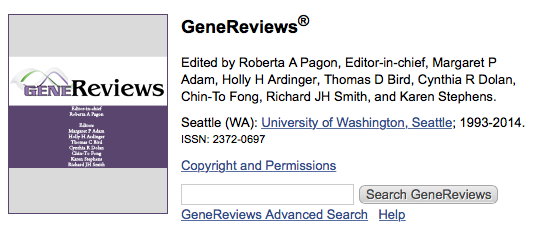 GENEReviews
Editor-in-chief
Roberta A Pagon
Editors
Margaret P Adam
Holly H Ardinger
Thomas C Bird
Cynthia R Dolan
Chin-To Fong
Karen Stephens
Richard JH Smith
GeneReviews®
Edited by Roberta A Pagon, Editor-in-chief, Margaret P
Adam, Holly H Ardinger, Thomas D Bird, Cynthia R Dolan,
Chin-To Fong, Richard JH Smith, and Karen Stephens.
Seattle (WA): University of Washington, Seattle; 1993-2014.
ISSN: 2372-0697
Copyright and Permissions
Search GeneReviews
GeneReviews Advanced Search Help